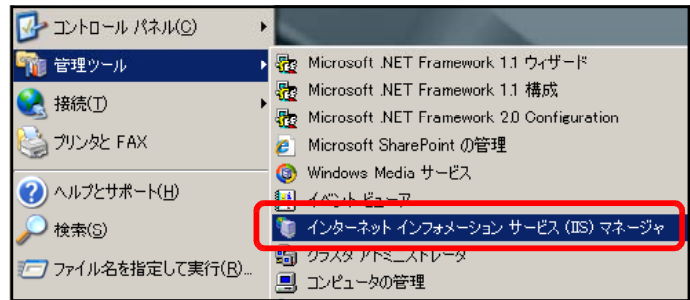 コントロール パネル(C)
管理ツール
接続(T)
プリンタと FAX
ヘルプとサポート(H)
検索(S)
ファイル名を指定して実行(R)...
Microsoft .NET Framework 1.1 ウィザード
Microsoft .NET Framework 1.1 構成
Microsoft .NET Framework 2.0 Configuration
Microsoft SharePoint の管理
Windows Media サービス
イベント ビューア
インターネット インフォメーション サービス (IIS) マネージャ
クラスタ アドミニストレータ
コンピュータの管理